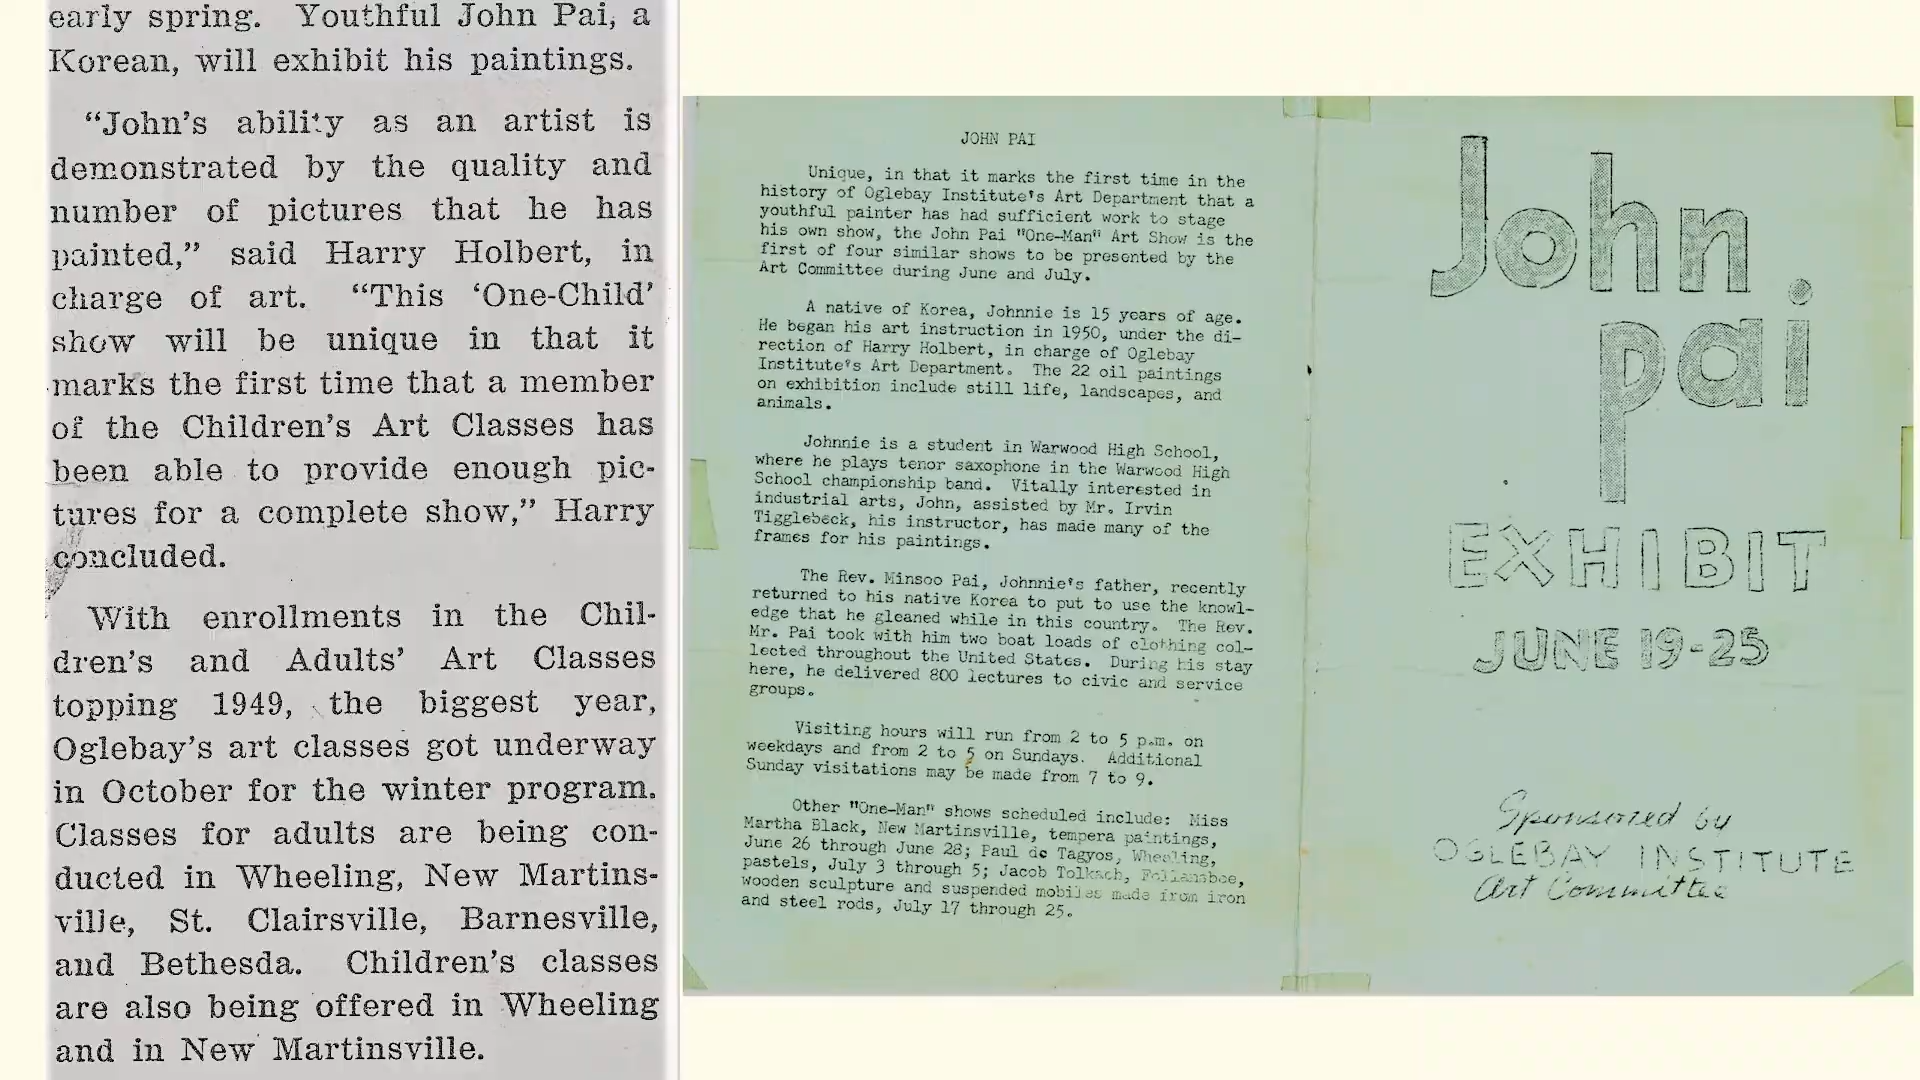 early spring. Youthful John Pai, a
Korean, will exhibit his paintings.
“John’s ability as an artist is
demonstrated by the quality and
number of pictures that he has
painted,” said Harry Holbert, in
charge of art. “This ‘One-Child’
show will be unique in that it
marks the first time that a member
of the Children’s Art Classes has
been able to provide enough pic-
tures for a complete show,” Harry
concluded.
With enrollments in the Chil-
dren’s and Adults’ Art Classes
topping 1949, the biggest year,
Oglebay’s art classes got underway
in October for the winter program.
Classes for adults are being con-
ducted in Wheeling, New Martins-
ville, St. Clairsville, Barnesville,
and Bethesda. Children’s classes
are also being offered in Wheeling
and in New Martinsville.
JOHN PAI
Unique, in that it marks the first time in the
history of Oglebay Institute's Art Department that a
youthful painter has had sufficient work to stage
his own show, the John Pai "One-Man" Art Show is the
first of four similar shows to be presented by the
Art Committee during June and July.
A native of Korea, Johnnie is 15 years of age.
He began his art instruction in 1950, under the di-
rection of Harry Holbert, in charge of Oglebay
Institute's Art Department. The 22 oil paintings
on exhibition include still life, landscapes, and
animals.
Johnnie is a student in Warwood High School,
where he plays tenor saxophone in the Warwood High
School championship band. Vitally interested in
industrial arts, John, assisted by Mr. Irvin
Tigglebeck, his instructor, has made many of the
frames for his paintings.
The Rev. Minsoo Pai, Johnnie's father, recently
returned to his native Korea to put to use the knowl-
edge that he gleaned while in this country. The Rev.
Mr. Pai took with him two boat loads of clothing col-
lected throughout the United States. During his stay
here, he delivered 800 lectures to civic and service
groups.
Visiting hours will run from 2 to 5 p.m. on
weekdays and from 2 to 5 on Sundays. Additional
Sunday visitations may be made from 7 to 9.
Other "One-Man" shows scheduled include: Miss
Martha Black, New Martinsville, tempera paintings,
June 26 through June 28; Paul de Tagyos, Wheeling,
pastels, July 3 through 5; Jacob Tolkach, Follansbee,
wooden sculpture and suspended mobiles made from iron
and steel rods, July 17 through 25.
John
pai
EXHIBIT
JUNE 19-25
Sponsored by
OGLEBAY INSTITUTE
Art Committee